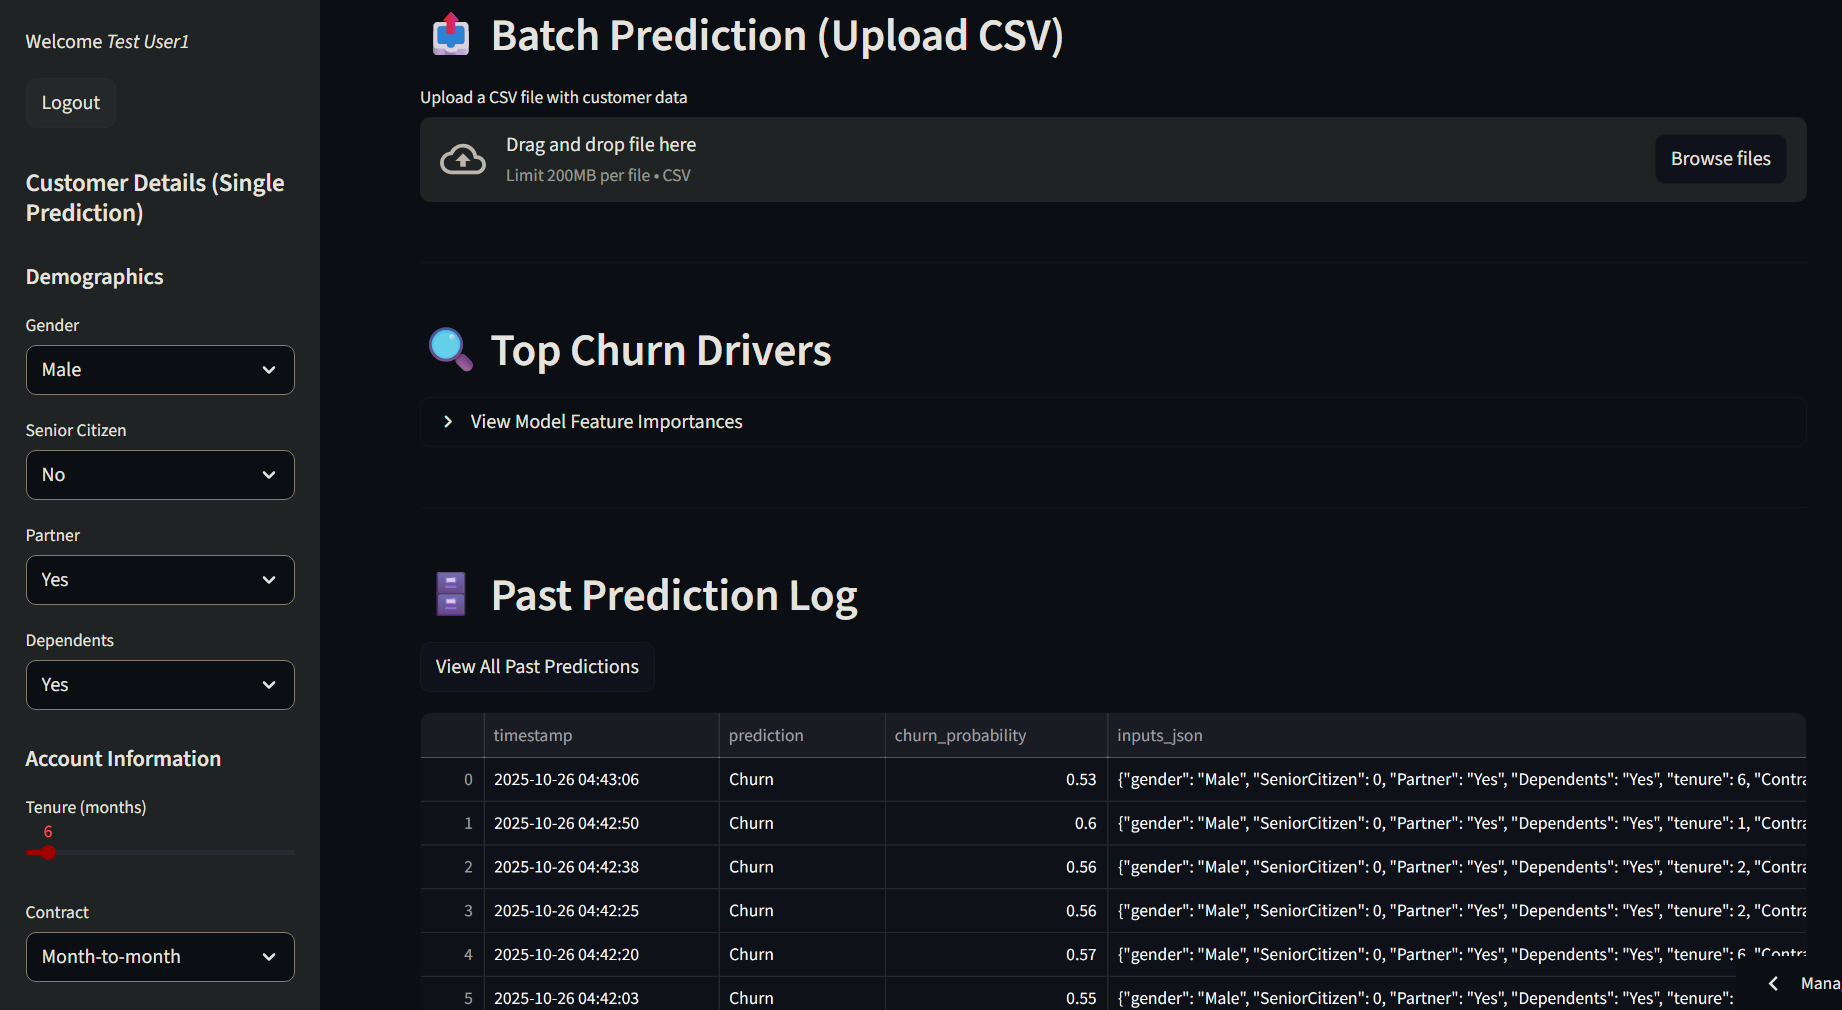 Welcome Test User1
Logout
Customer Details (Single
Prediction)
Demographics
Gender
Male
Senior Citizen
No
Partner
Yes
Dependents
Yes
Account Information
Tenure (months)
6
Contract
Month-to-month
Batch Prediction (Upload CSV)
Upload a CSV file with customer data
Drag and drop file here
Limit 200MB per file • CSV
Browse files
Top Churn Drivers
View Model Feature Importances
Past Prediction Log
View All Past Predictions
timestamp prediction churn_probability inputs_json
0 2025-10-26 04:43:06 Churn 0.53 {"gender": "Male", "SeniorCitizen": 0, "Partner": "Yes", "Dependents": "Yes", "tenure": 6, "Contra
1 2025-10-26 04:42:50 Churn 0.6 {"gender": "Male", "SeniorCitizen": 0, "Partner": "Yes", "Dependents": "Yes", "tenure": 1, "Contra
2 2025-10-26 04:42:38 Churn 0.56 {"gender": "Male", "SeniorCitizen": 0, "Partner": "Yes", "Dependents": "Yes", "tenure": 2, "Contra
3 2025-10-26 04:42:25 Churn 0.56 {"gender": "Male", "SeniorCitizen": 0, "Partner": "Yes", "Dependents": "Yes", "tenure": 2, "Contra
4 2025-10-26 04:42:20 Churn 0.57 {"gender": "Male", "SeniorCitizen": 0, "Partner": "Yes", "Dependents": "Yes", "tenure": 6, "Contra
5 2025-10-26 04:42:03 Churn 0.55 {"gender": "Male", "SeniorCitizen": 0, "Partner": "Yes", "Dependents": "Yes", "tenure":
Mana